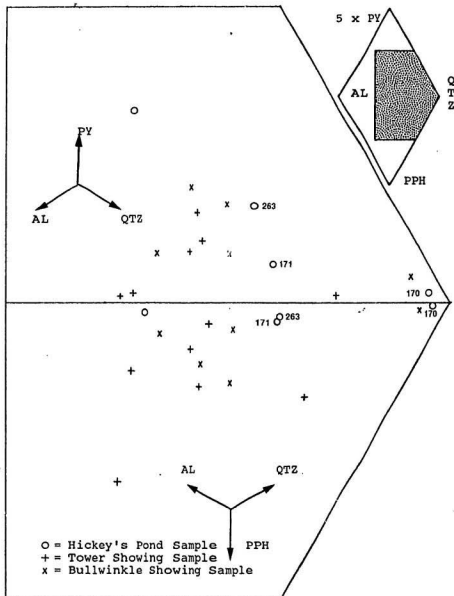 5 x PY
AL
Q
T
Z
PPH
PY
AL
QTZ
263
171
170
170
263
171
AL
QTZ
PPH
O = Hickey's Pond Sample
+ = Tower Showing Sample
x = Bullwinkle Showing Sample